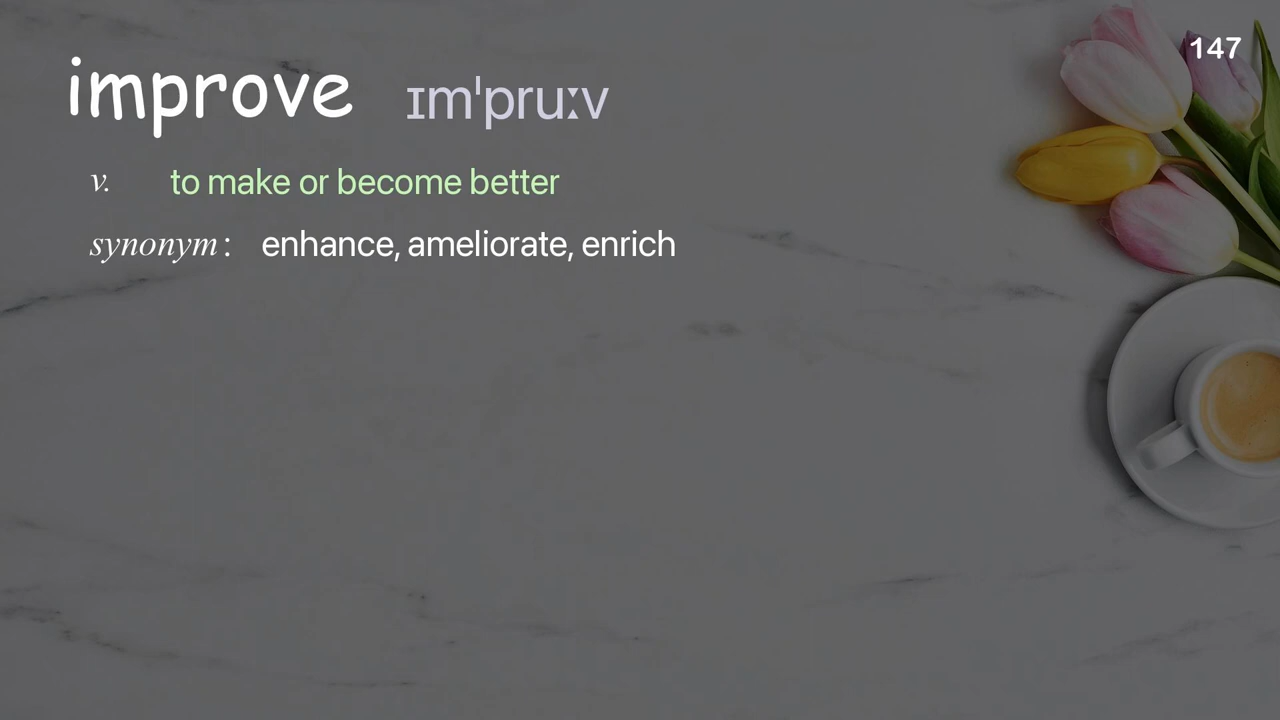 147
improve ɪmˈpruːv
v. to make or become better
synonym : enhance, ameliorate, enrich